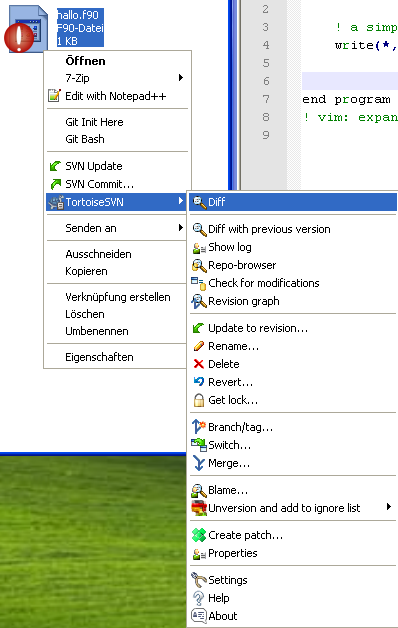 hallo.f90
F90-Datei
1 KB
Öffnen
7-Zip
Edit with Notepad++
Git Init Here
Git Bash
SVN Update
SVN Commit...
TortoiseSVN
Senden an
Ausschneiden
Kopieren
Verknüpfung erstellen
Löschen
Umbenennen
Eigenschaften
2
3 ! a simp
4 write(*,
5
6
7 end program
8 ! vim: expan
9
Diff
Diff with previous version
Show log
Repo-browser
Check for modifications
Revision graph
Update to revision...
Rename...
Delete
Revert...
Get lock...
Branch/tag...
Switch...
Merge...
Blame...
Unversion and add to ignore list
Create patch...
Properties
Settings
Help
About